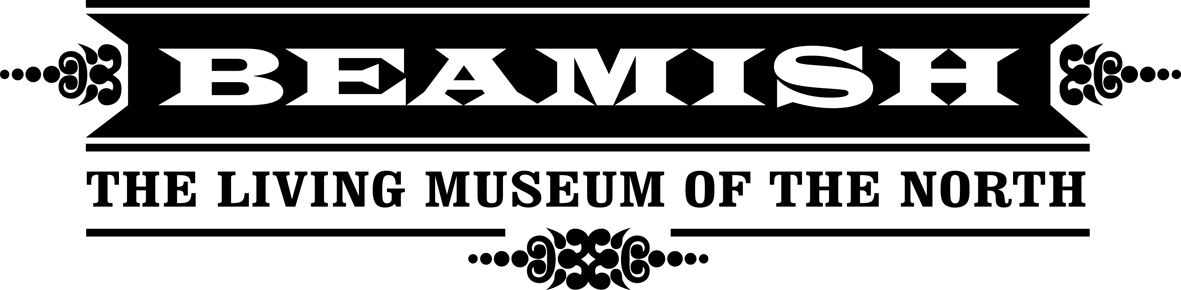 BEAMISH
THE LIVING MUSEUM OF THE NORTH